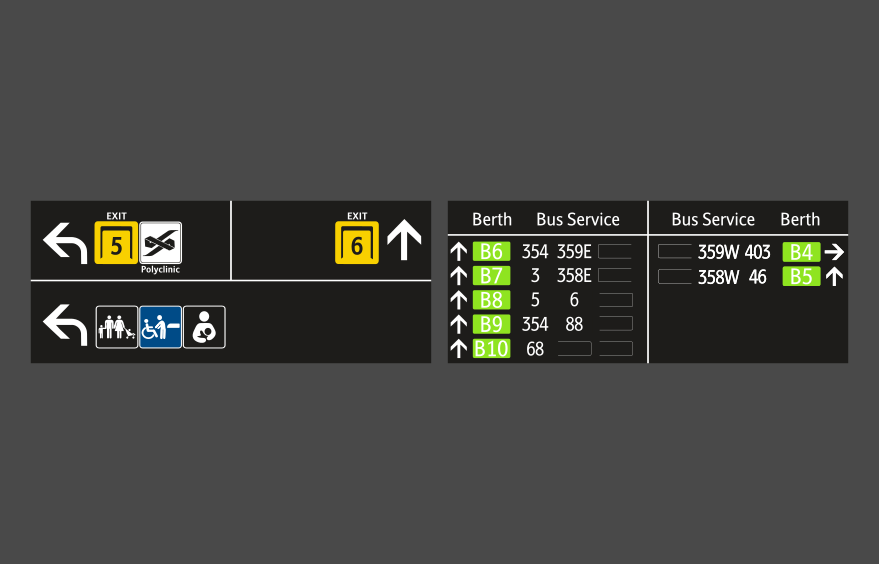 EXIT EXIT
5 6
Polyclinic
Berth Bus Service
B6 354 359E
B7 3 358E
B8 5 6
B9 354 88
B10 68
Bus Service Berth
359W 403 B4
358W 46 B5